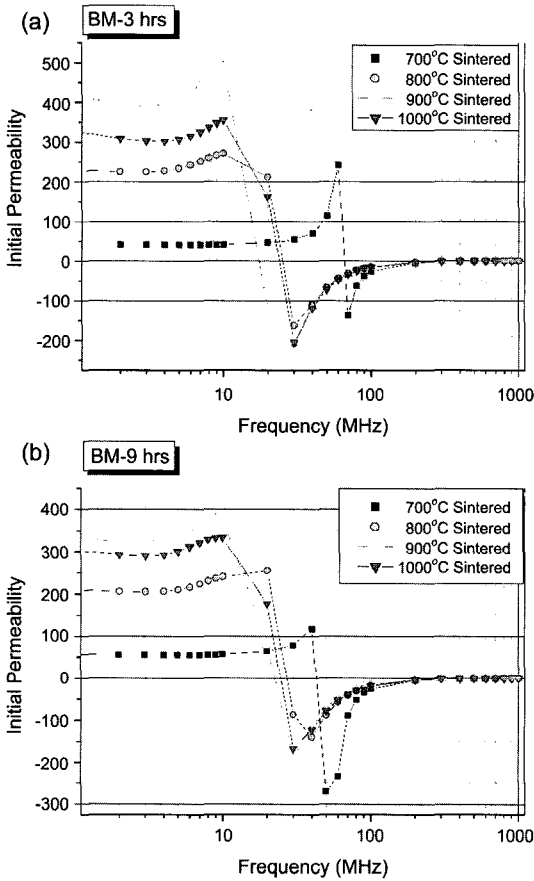 (a)
BM-3 hrs
700°C Sintered
800°C Sintered
900°C Sintered
1000°C Sintered
500
400
300
200
100
0
-100
-200
Initial Permeability
10
100
1000
Frequency (MHz)
(b)
BM-9 hrs
700°C Sintered
800°C Sintered
900°C Sintered
1000°C Sintered
400
300
200
100
0
-100
-200
-300
Initial Permeability
10
100
1000
Frequency (MHz)